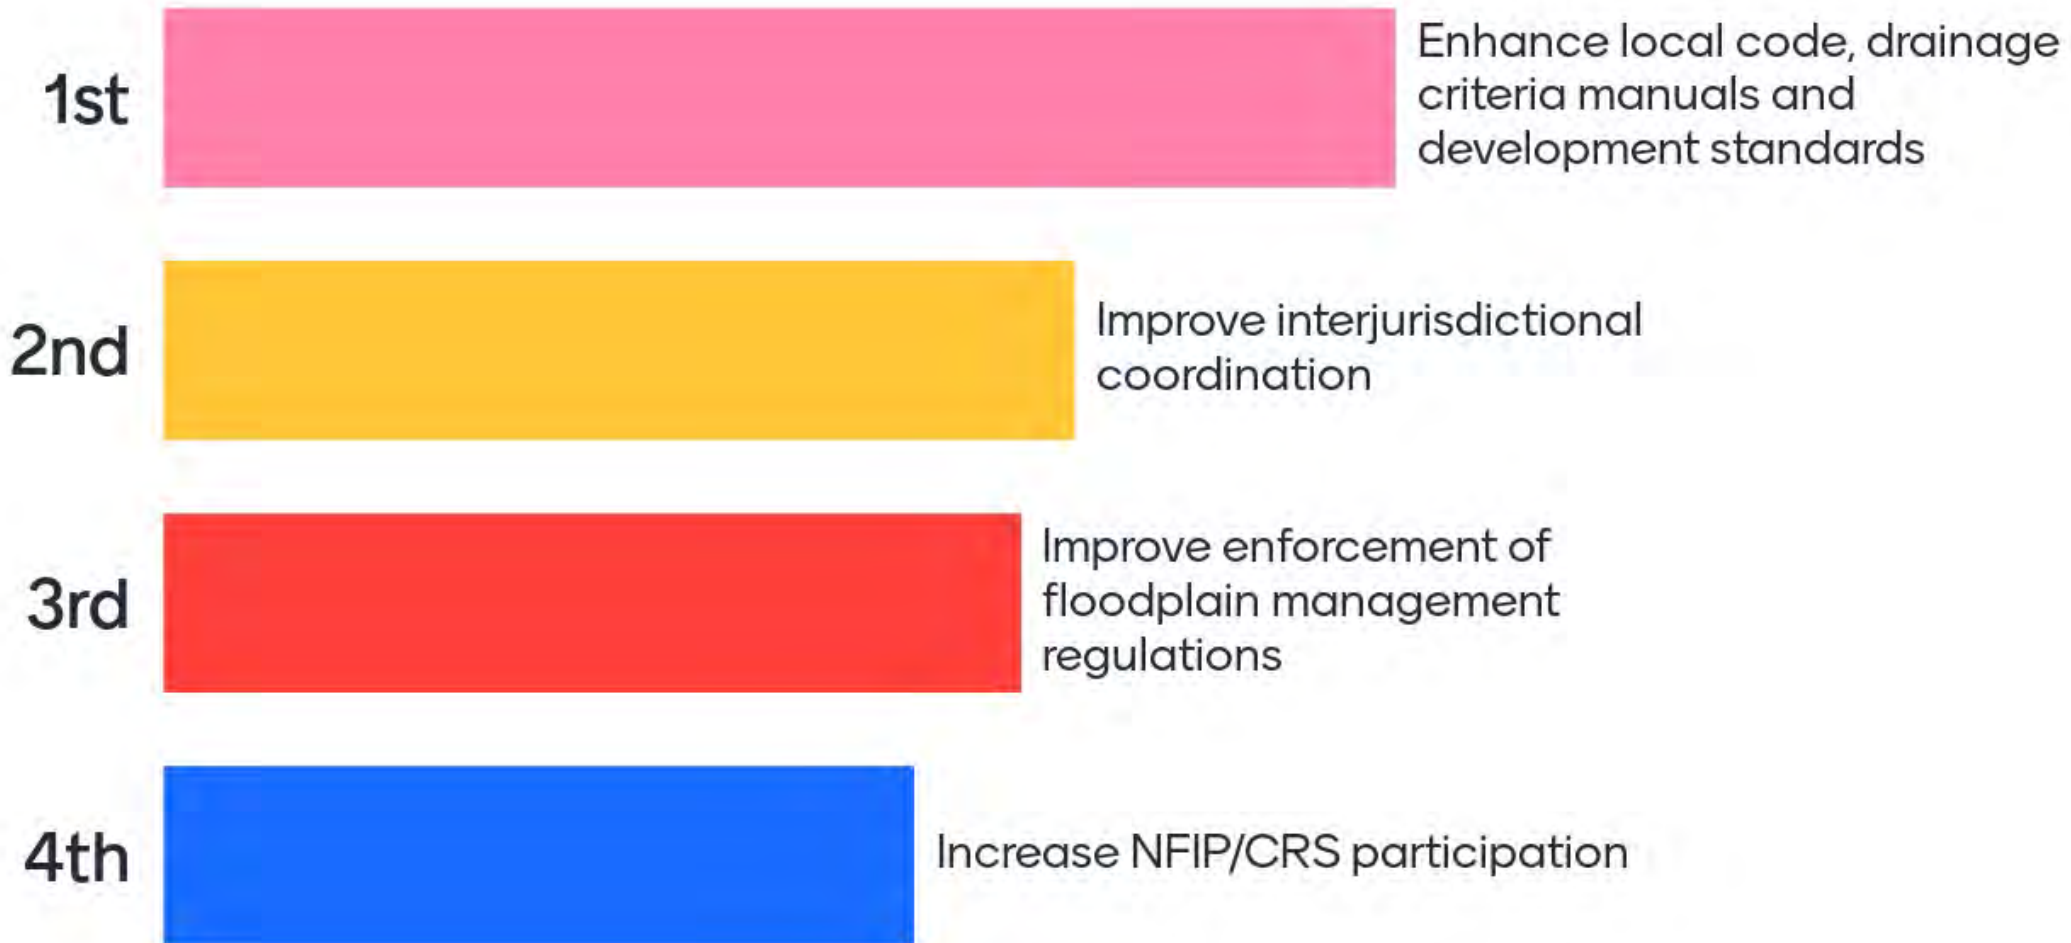 1st
Enhance local code, drainage
criteria manuals and
development standards
2nd
Improve interjurisdictional
coordination
3rd
Improve enforcement of
floodplain management
regulations
4th
Increase NFIP/CRS participation